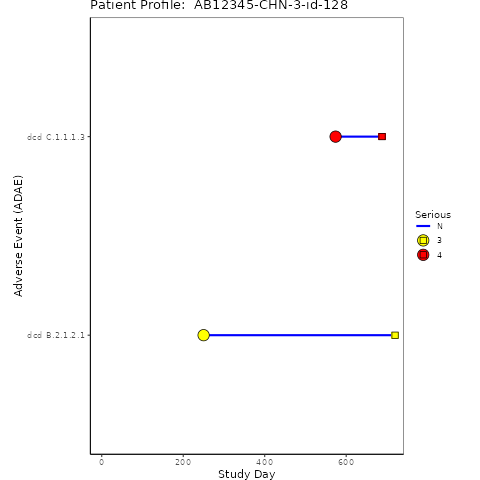 Patient Profile:  AB12345-CHN-3-id-128
dcd C.1.1.1.3
dcd B.2.1.2.1
Adverse Event (ADAE)
0 200 400 600
Study Day
Serious
N
3
4